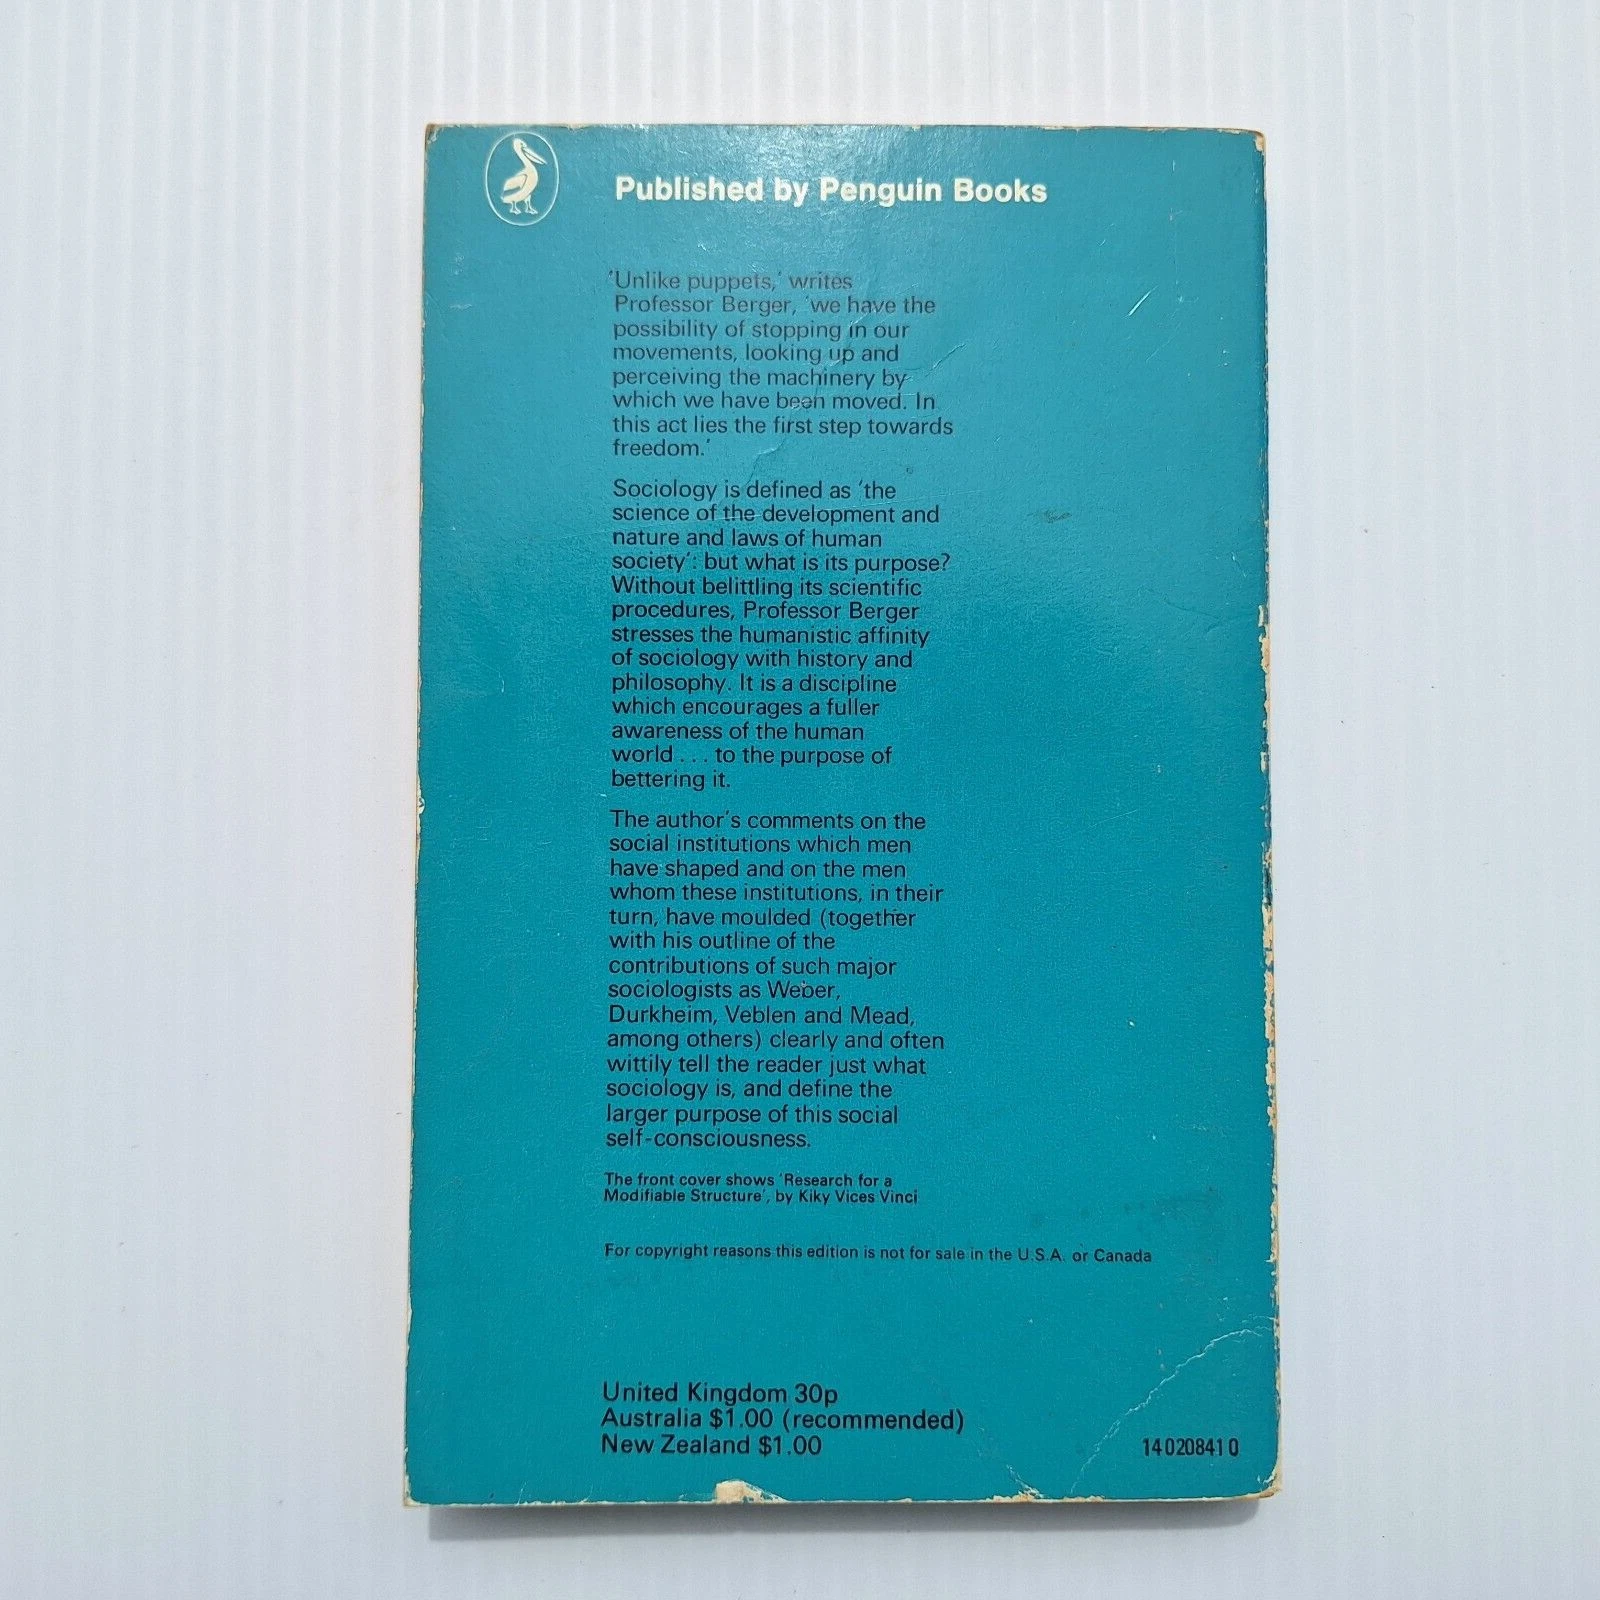 Published by Penguin Books
'Unlike puppets,' writes
Professor Berger, 'we have the
possibility of stopping in our
movements, looking up and
perceiving the machinery by
which we have been moved. In
this act lies the first step towards
freedom.'
Sociology is defined as 'the
science of the development and
nature and laws of human
society': but what is its purpose?
Without belittling its scientific
procedures, Professor Berger
stresses the humanistic affinity
of sociology with history and
philosophy. It is a discipline
which encourages a fuller
awareness of the human
world . . . to the purpose of
bettering it.
The author's comments on the
social institutions which men
have shaped and on the men
whom these institutions, in their
turn, have moulded (together
with his outline of the
contributions of such major
sociologists as Weber,
Durkheim, Veblen and Mead,
among others) clearly and often
wittily tell the reader just what
sociology is, and define the
larger purpose of this social
self-consciousness.
The front cover shows 'Research for a
Modifiable Structure', by Kiky Vices Vinci
For copyright reasons this edition is not for sale in the U.S.A. or Canada
United Kingdom 30p
Australia $1.00 (recommended)
New Zealand $1.00
14 020841 0